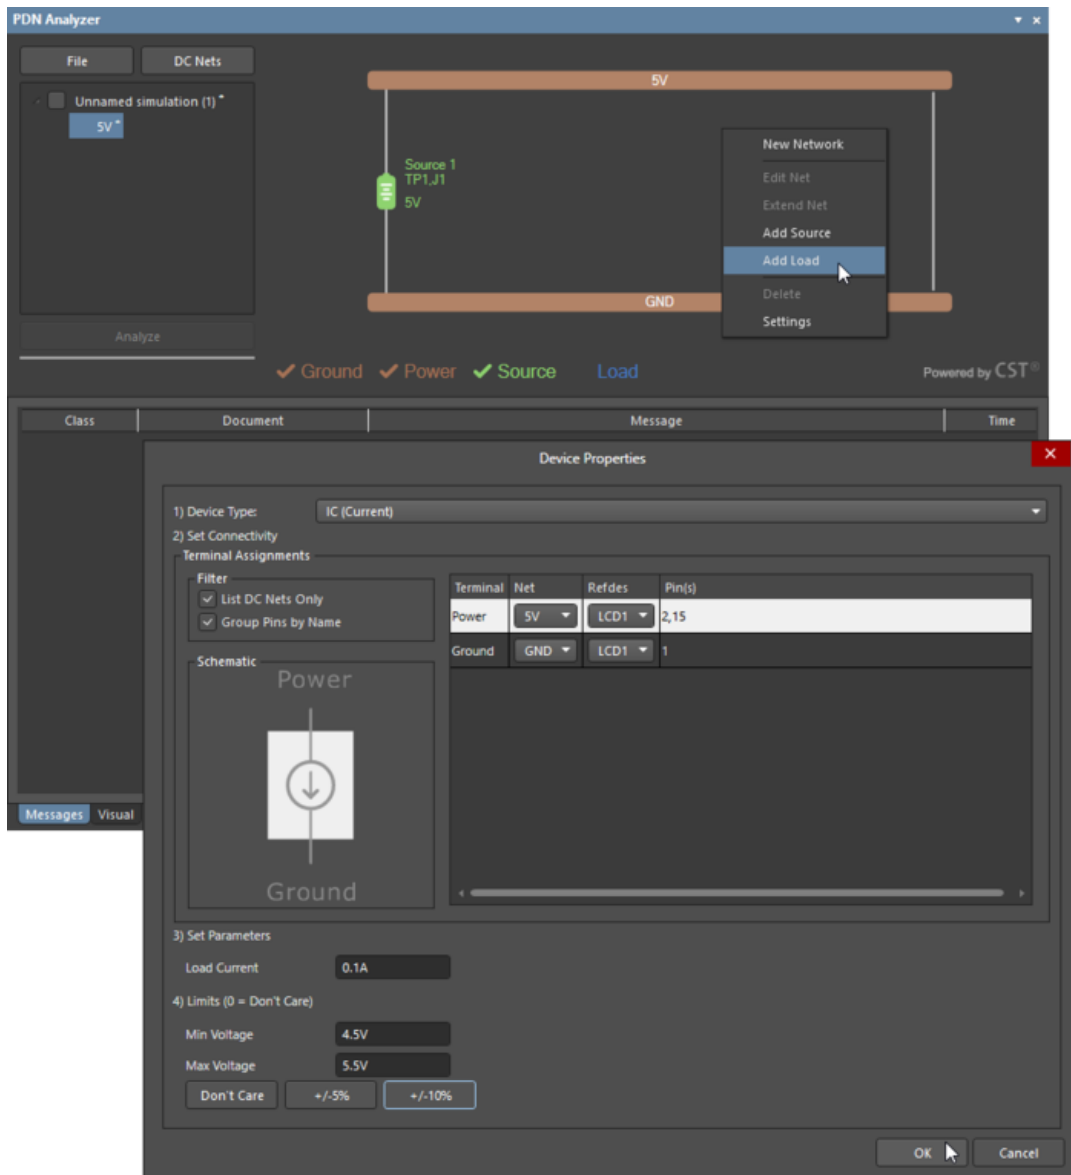 PDN Analyzer
File
DC Nets
Unnamed simulation (1) *
5V *
Analyze
5V
Source 1
TP1,J1
5V
GND
New Network
Edit Net
Extend Net
Add Source
Add Load
Delete
Settings
Ground
Power
Source
Load
Powered by CST®
Class
Document
Message
Time
Messages
Visual
Device Properties
1) Device Type:
IC (Current)
2) Set Connectivity
Terminal Assignments
Filter
List DC Nets Only
Group Pins by Name
Schematic
Power
Ground
Terminal Net Refdes Pin(s)
Power 5V LCD1 2,15
Ground GND LCD1 1
3) Set Parameters
Load Current 0.1A
4) Limits (0 = Don't Care)
Min Voltage 4.5V
Max Voltage 5.5V
Don't Care
+/-5%
+/-10%
OK
Cancel